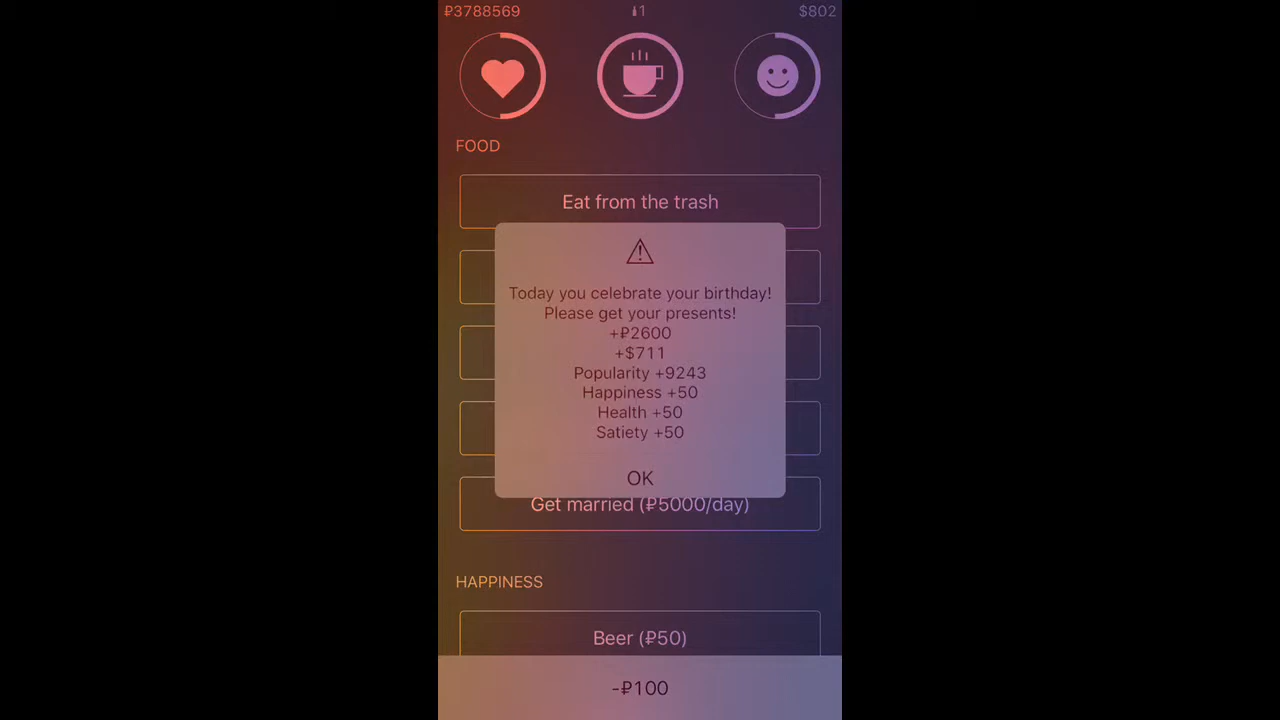 ₽3788569 1 $802
FOOD
Eat from the trash
Today you celebrate your birthday!
Please get your presents!
+₽2600
+$711
Popularity +9243
Happiness +50
Health +50
Satiety +50
OK
Get married (₽5000/day)
HAPPINESS
Beer (₽50)
-₽100